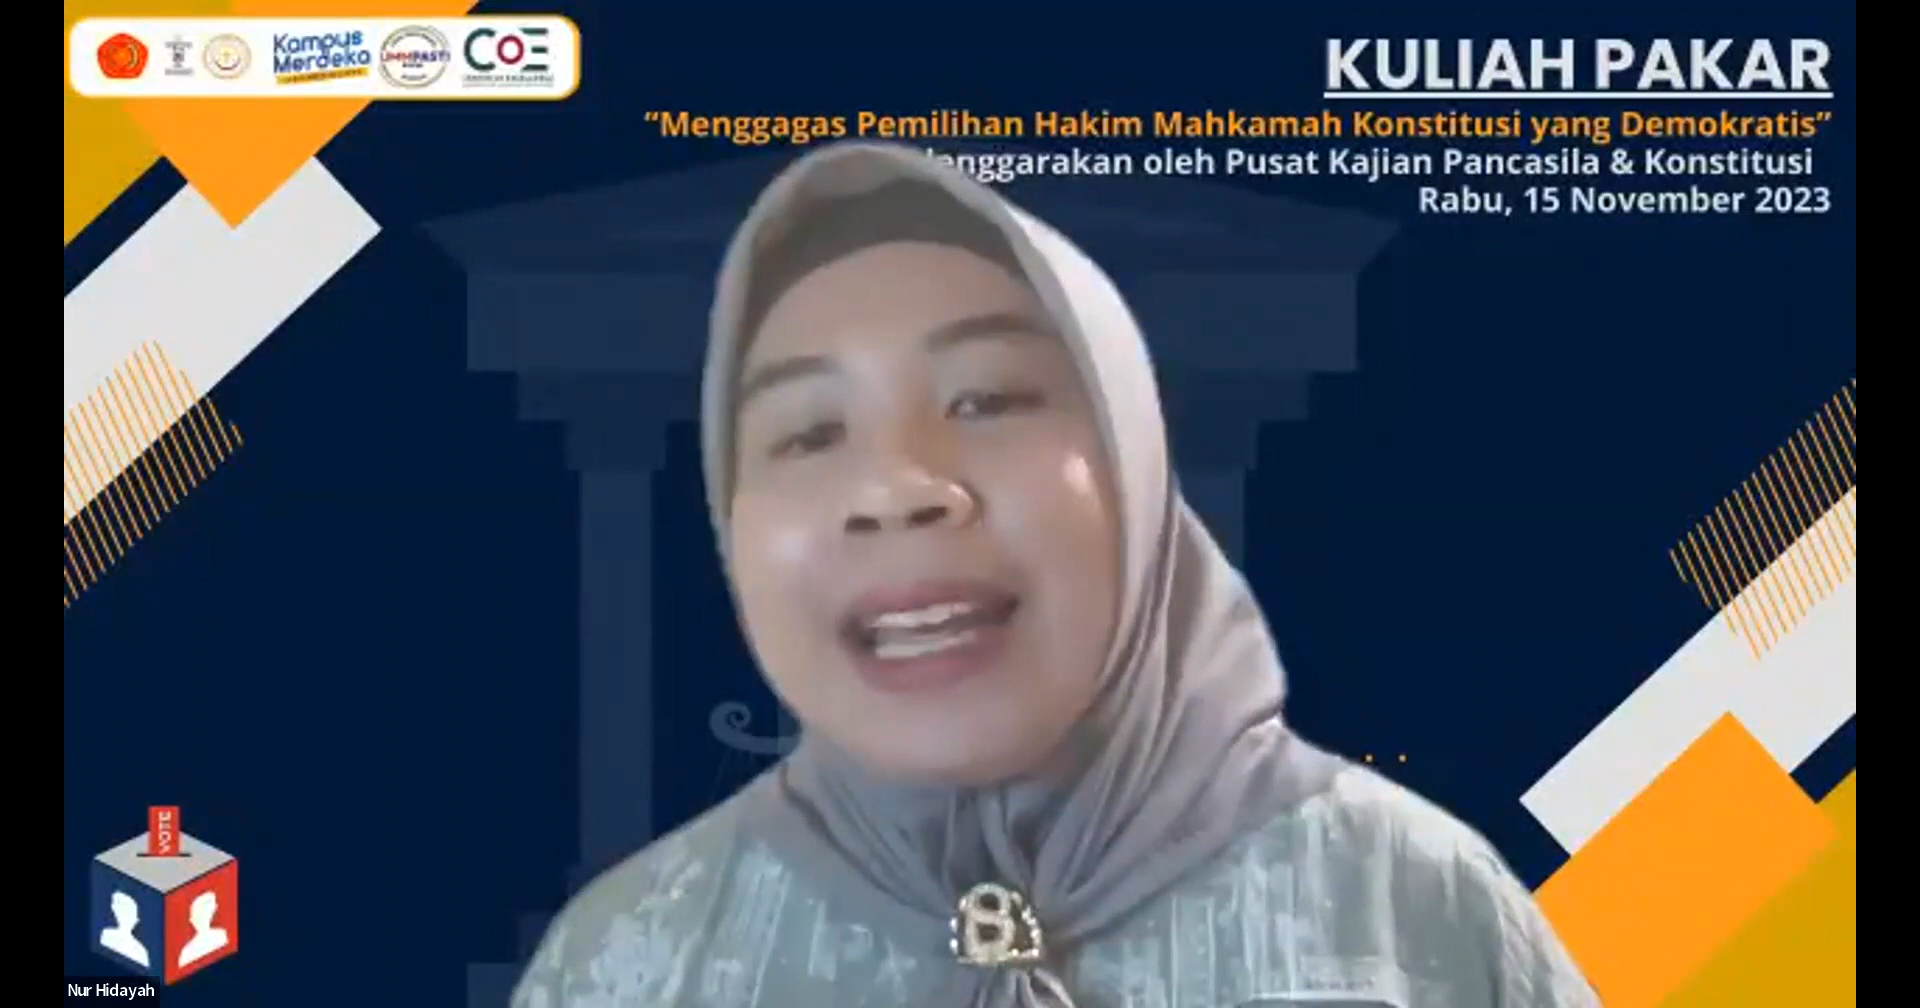 Kampus
Merdeka
COE
KULIAH PAKAR
“Menggagas Pemilihan Hakim Mahkamah Konstitusi yang Demokratis”
lenggarakan oleh Pusat Kajian Pancasila & Konstitusi
Rabu, 15 November 2023
VOTE
Nur Hidayah